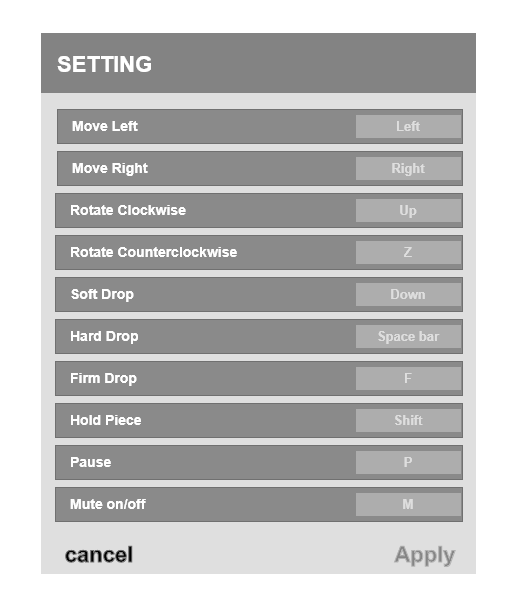 SETTING
Move Left Left
Move Right Right
Rotate Clockwise Up
Rotate Counterclockwise Z
Soft Drop Down
Hard Drop Space bar
Firm Drop F
Hold Piece Shift
Pause P
Mute on/off M
cancel Apply